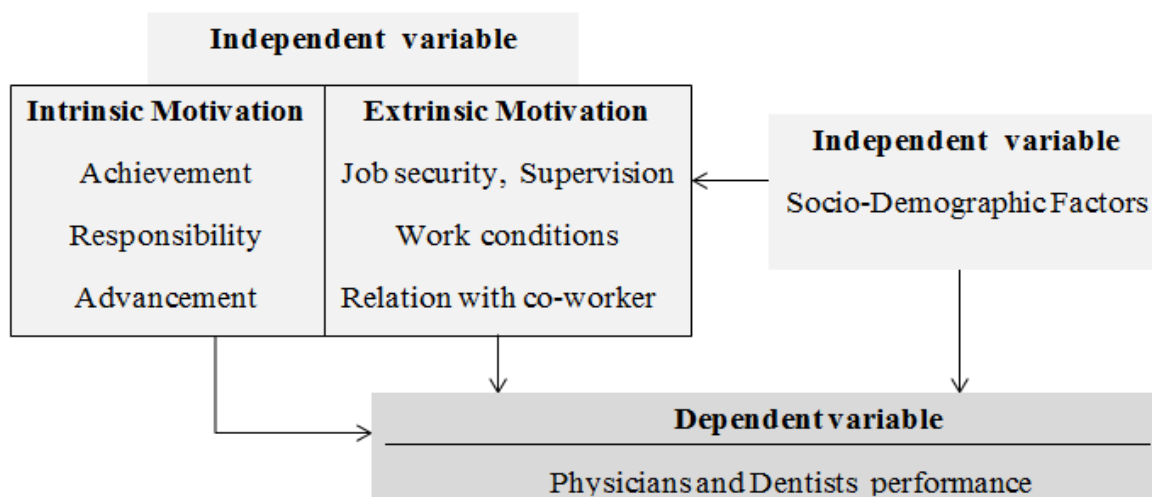 Independent variable
Intrinsic Motivation
Achievement
Responsibility
Advancement
Extrinsic Motivation
Job security, Supervision
Work conditions
Relation with co-worker
Independent variable
Socio-Demographic Factors
Dependent variable
Physicians and Dentists performance